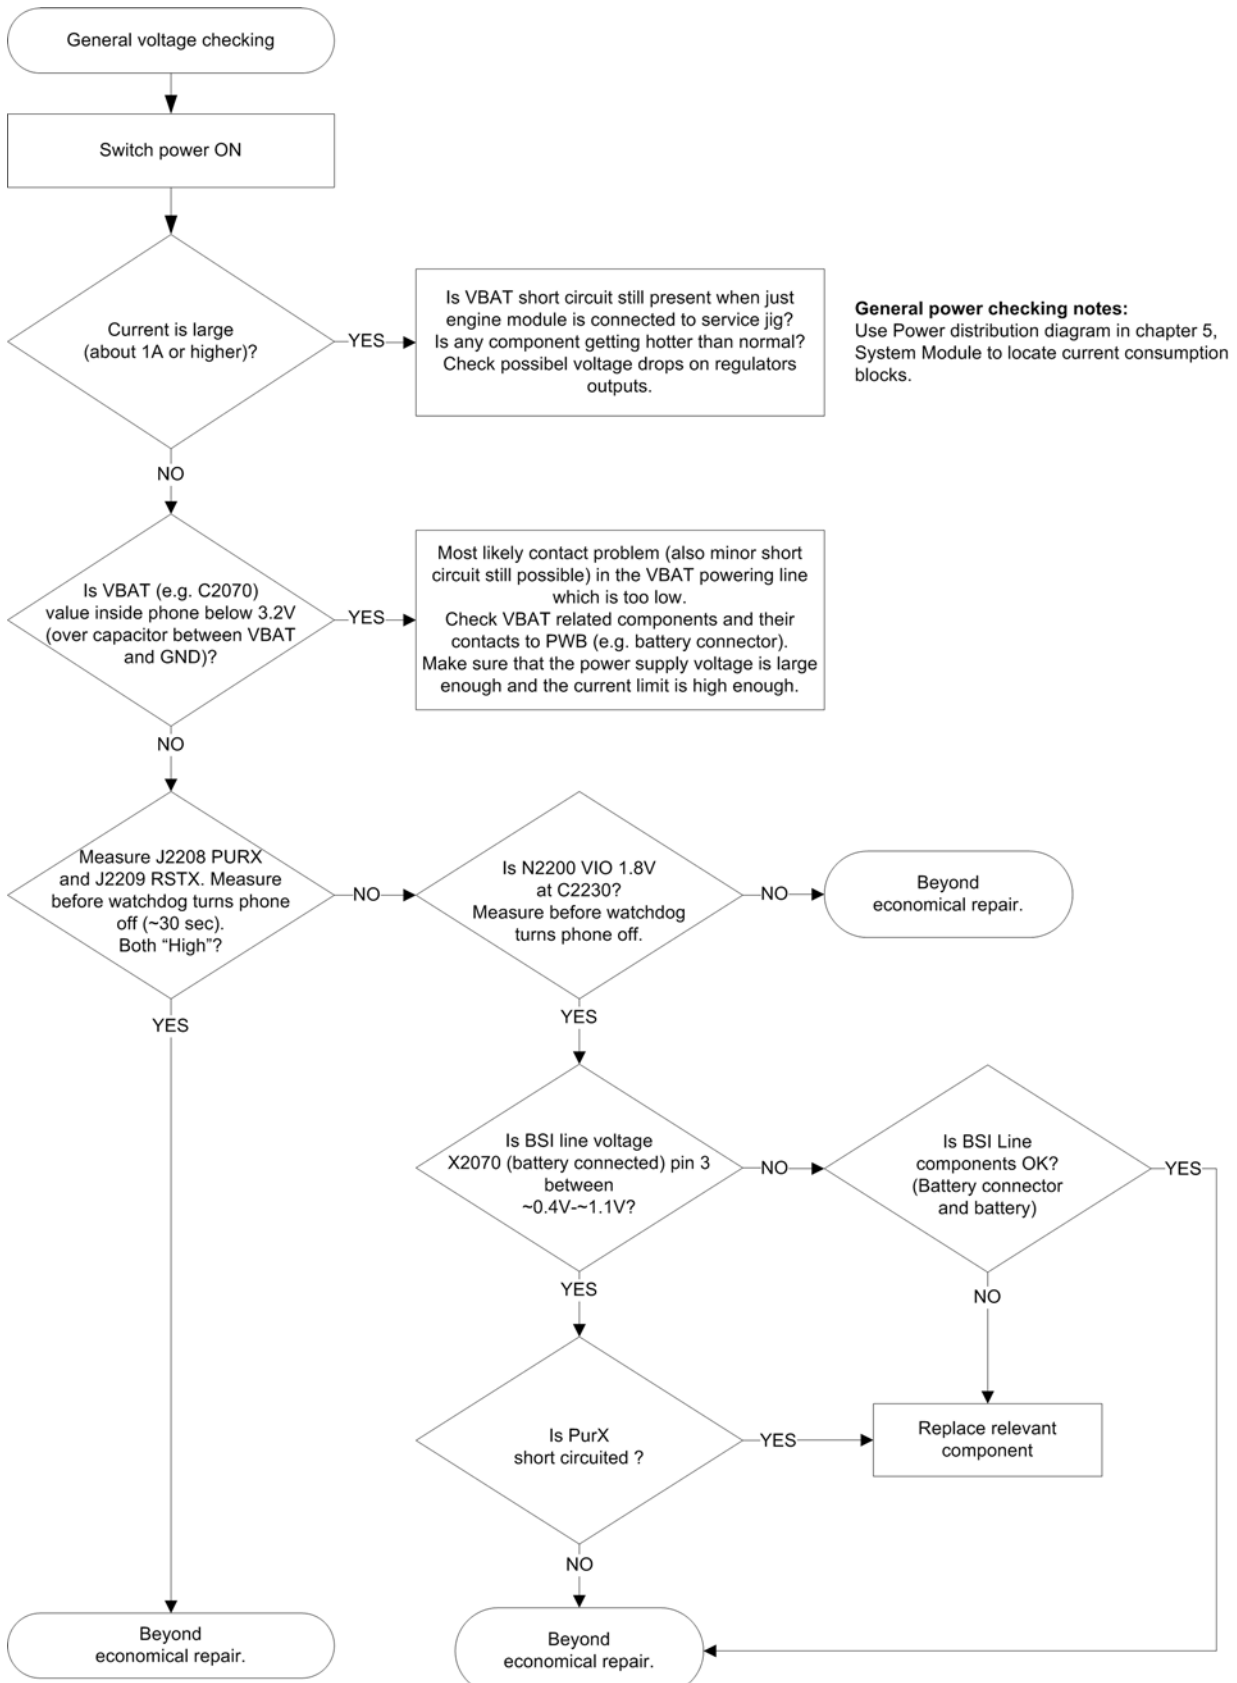 General voltage checking
Switch power ON
Current is large
(about 1A or higher)?
YES
Is VBAT short circuit still present when just
engine module is connected to service jig?
Is any component getting hotter than normal?
Check possibel voltage drops on regulators
outputs.
General power checking notes:
Use Power distribution diagram in chapter 5,
System Module to locate current consumption
blocks.
NO
Is VBAT (e.g. C2070)
value inside phone below 3.2V
(over capacitor between VBAT
and GND)?
YES
Most likely contact problem (also minor short
circuit still possible) in the VBAT powering line
which is too low.
Check VBAT related components and their
contacts to PWB (e.g. battery connector).
Make sure that the power supply voltage is large
enough and the current limit is high enough.
NO
Measure J2208 PURX
and J2209 RSTX. Measure
before watchdog turns phone
off (~30 sec).
Both “High”?
NO
Is N2200 VIO 1.8V
at C2230?
Measure before watchdog
turns phone off.
NO
Beyond
economical repair.
YES
YES
Is BSI line voltage
X2070 (battery connected) pin 3
between
~0.4V-~1.1V?
NO
Is BSI Line
components OK?
(Battery connector
and battery)
YES
YES
NO
Is PurX
short circuited ?
YES
Replace relevant
component
NO
Beyond
economical repair.
Beyond
economical repair.